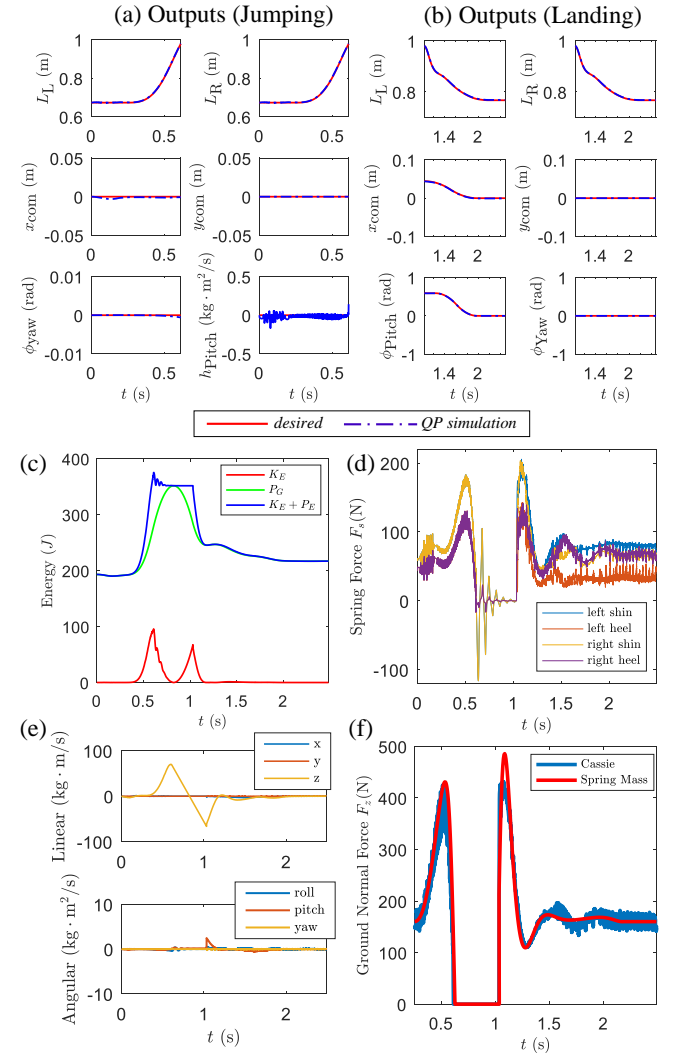 (a) Outputs (Jumping)
(b) Outputs (Landing)
L_L (m)
1
0.8
0.6
0
0.5
L_R (m)
1
0.8
0.6
0
0.5
L_L (m)
0.8
1.4
2
L_R (m)
0.8
1.4
2
x_com (m)
0.05
0
-0.05
0
0.5
y_com (m)
0.05
0
-0.05
0
0.5
x_com (m)
0.1
0
-0.1
1.4
2
y_com (m)
0.1
0
-0.1
1.4
2
ϕ_yaw (rad)
0.01
0
-0.01
0
0.5
t (s)
h_Pitch (kg · m²/s)
0.5
0
-0.5
0
0.5
t (s)
ϕ_Pitch (rad)
1
0
-1
1.4
2
t (s)
ϕ_Yaw (rad)
1
0
-1
1.4
2
t (s)
desired
QP simulation
(c)
Energy (J)
400
300
200
100
0
0
0.5
1
1.5
2
t (s)
K_E
P_G
K_E + P_E
(d)
Spring Force F_s(N)
200
100
0
-100
0
0.5
1
1.5
2
t (s)
left shin
left heel
right shin
right heel
(e)
Linear (kg · m/s)
100
0
-100
0
1
2
x
y
z
Angular (kg · m²/s)
10
0
-10
0
1
2
t (s)
roll
pitch
yaw
(f)
Ground Normal Force F_z(N)
500
400
300
200
100
0
0.5
1
1.5
2
t (s)
Cassie
Spring Mass